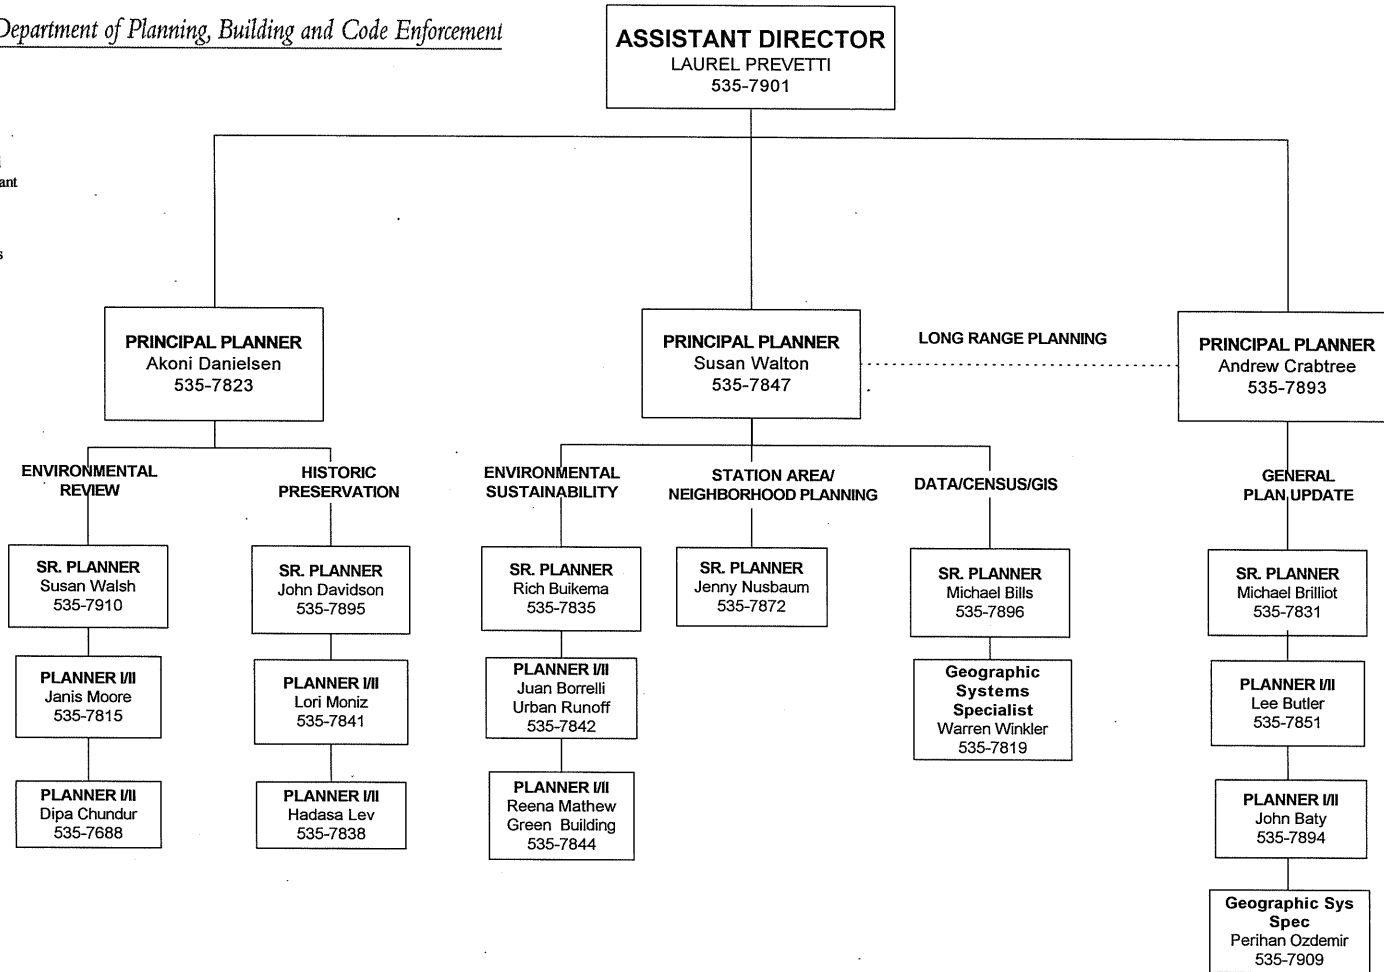 Department of Planning, Building and Code Enforcement
ASSISTANT DIRECTOR
LAUREL PREVETTI
535-7901
PRINCIPAL PLANNER
Akoni Danielsen
535-7823
PRINCIPAL PLANNER
Susan Walton
535-7847
LONG RANGE PLANNING
PRINCIPAL PLANNER
Andrew Crabtree
535-7893
ENVIRONMENTAL
REVIEW
HISTORIC
PRESERVATION
ENVIRONMENTAL
SUSTAINABILITY
STATION AREA/
NEIGHBORHOOD PLANNING
DATA/CENSUS/GIS
GENERAL
PLAN UPDATE
SR. PLANNER
Susan Walsh
535-7910
SR. PLANNER
John Davidson
535-7895
SR. PLANNER
Rich Buikema
535-7835
SR. PLANNER
Jenny Nusbaum
535-7872
SR. PLANNER
Michael Bills
535-7896
SR. PLANNER
Michael Brilliot
535-7831
PLANNER I/II
Janis Moore
535-7815
PLANNER I/II
Lori Moniz
535-7841
PLANNER I/II
Juan Borrelli
Urban Runoff
535-7842
Geographic
Systems
Specialist
Warren Winkler
535-7819
PLANNER I/II
Lee Butler
535-7851
PLANNER I/II
Dipa Chundur
535-7688
PLANNER I/II
Hadasa Lev
535-7838
PLANNER I/II
Reena Mathew
Green Building
535-7844
PLANNER I/II
John Baty
535-7894
Geographic Sys
Spec
Perihan Ozdemir
535-7909